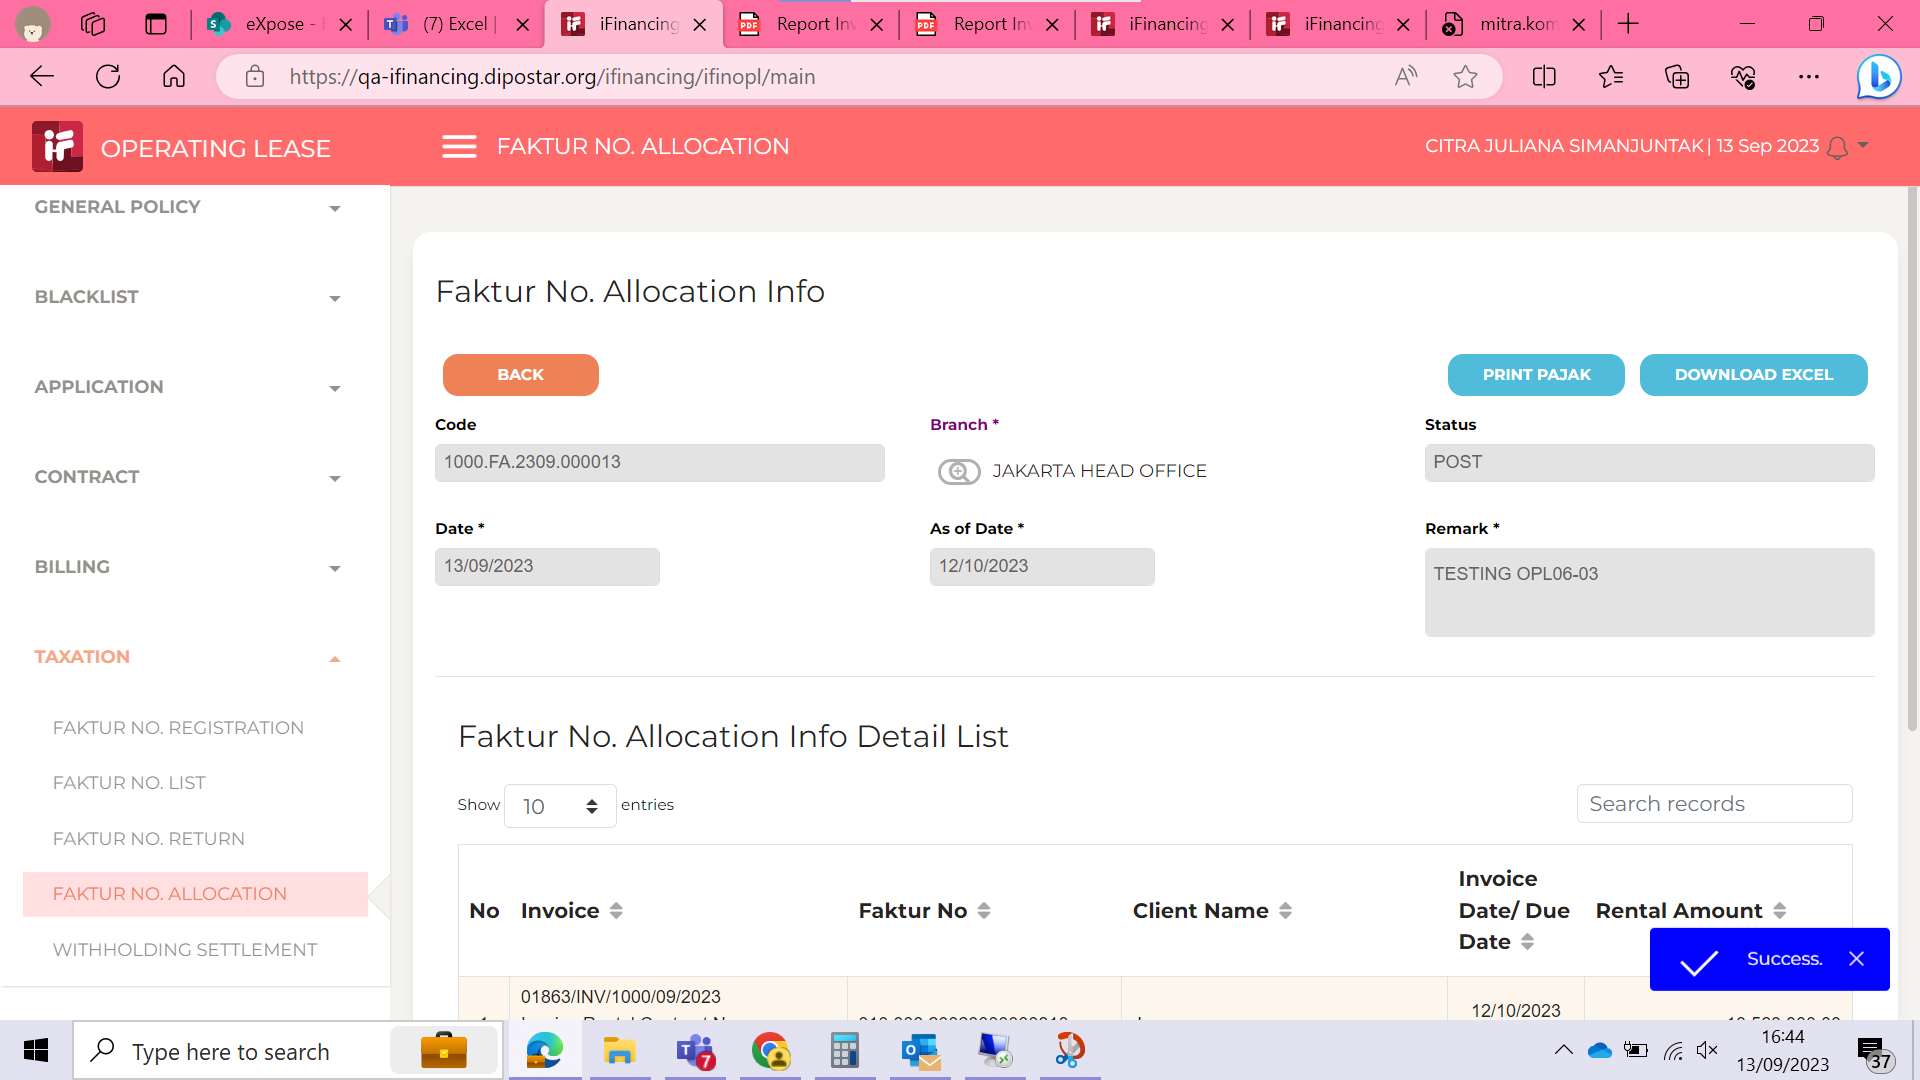 eXpose -
(7) Excel |
iFinancing
Report Inv
Report Inv
iFinancing
iFinancing
mitra.kom
https://qa-ifinancing.dipostar.org/ifinancing/ifinopl/main
OPERATING LEASE
FAKTUR NO. ALLOCATION
CITRA JULIANA SIMANJUNTAK | 13 Sep 2023
GENERAL POLICY
BLACKLIST
APPLICATION
CONTRACT
BILLING
TAXATION
FAKTUR NO. REGISTRATION
FAKTUR NO. LIST
FAKTUR NO. RETURN
FAKTUR NO. ALLOCATION
WITHHOLDING SETTLEMENT
Faktur No. Allocation Info
BACK
PRINT PAJAK
DOWNLOAD EXCEL
Code
1000.FA.2309.000013
Branch *
JAKARTA HEAD OFFICE
Status
POST
Date *
13/09/2023
As of Date *
12/10/2023
Remark *
TESTING OPL06-03
Faktur No. Allocation Info Detail List
Show 10 entries
Search records
No
Invoice
Faktur No
Client Name
Invoice
Date/ Due
Date
Rental Amount
01863/INV/1000/09/2023
12/10/2023
Success.
Type here to search
7
16:44
13/09/2023
37